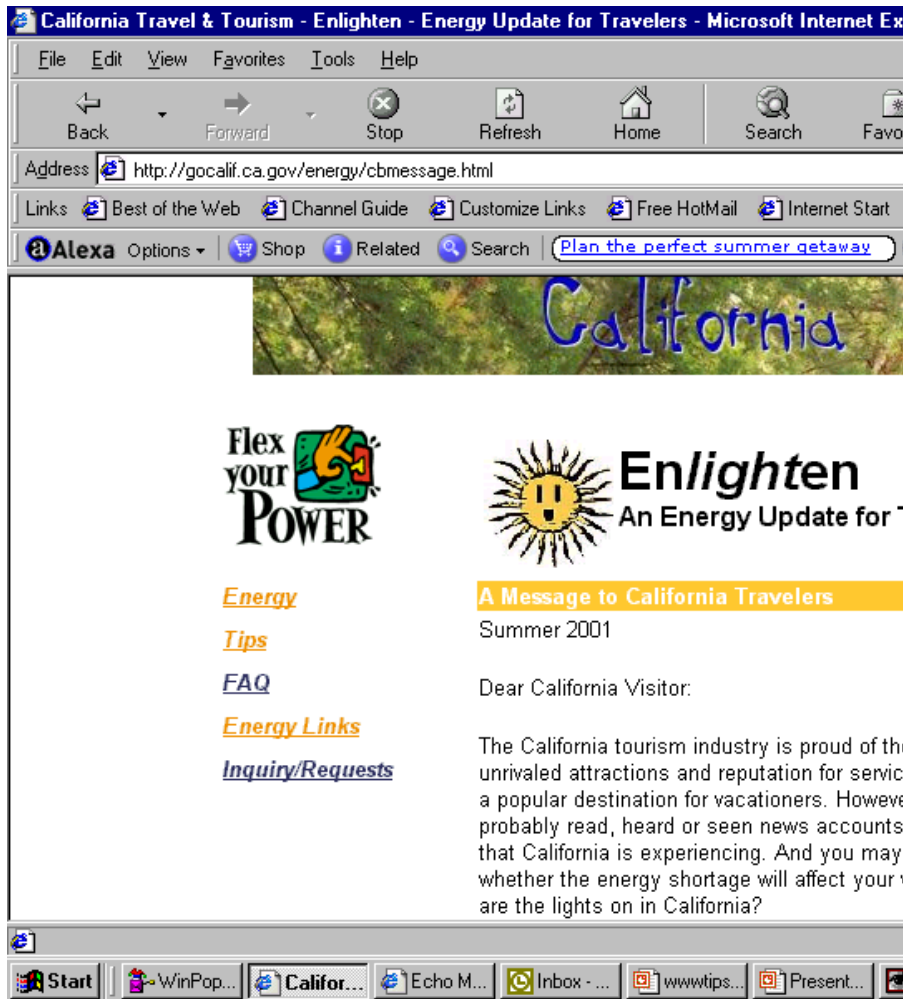 California Travel & Tourism - Enlighten - Energy Update for Travelers - Microsoft Internet Ex
File Edit View Favorites Tools Help
Back Forward Stop Refresh Home Search Favo
Address http://gocalif.ca.gov/energy/cbmessage.html
Links Best of the Web Channel Guide Customize Links Free HotMail Internet Start
Alexa Options Shop Related Search Plan the perfect summer getaway
California
Flex
your
POWER
Enlighten
An Energy Update for T
Energy
Tips
FAQ
Energy Links
Inquiry/Requests
A Message to California Travelers
Summer 2001
Dear California Visitor:
The California tourism industry is proud of the
unrivaled attractions and reputation for servic
a popular destination for vacationers. Howeve
probably read, heard or seen news accounts
that California is experiencing. And you may
whether the energy shortage will affect your v
are the lights on in California?
Start WinPop... Califor... Echo M... Inbox - ... wwwtips... Present...